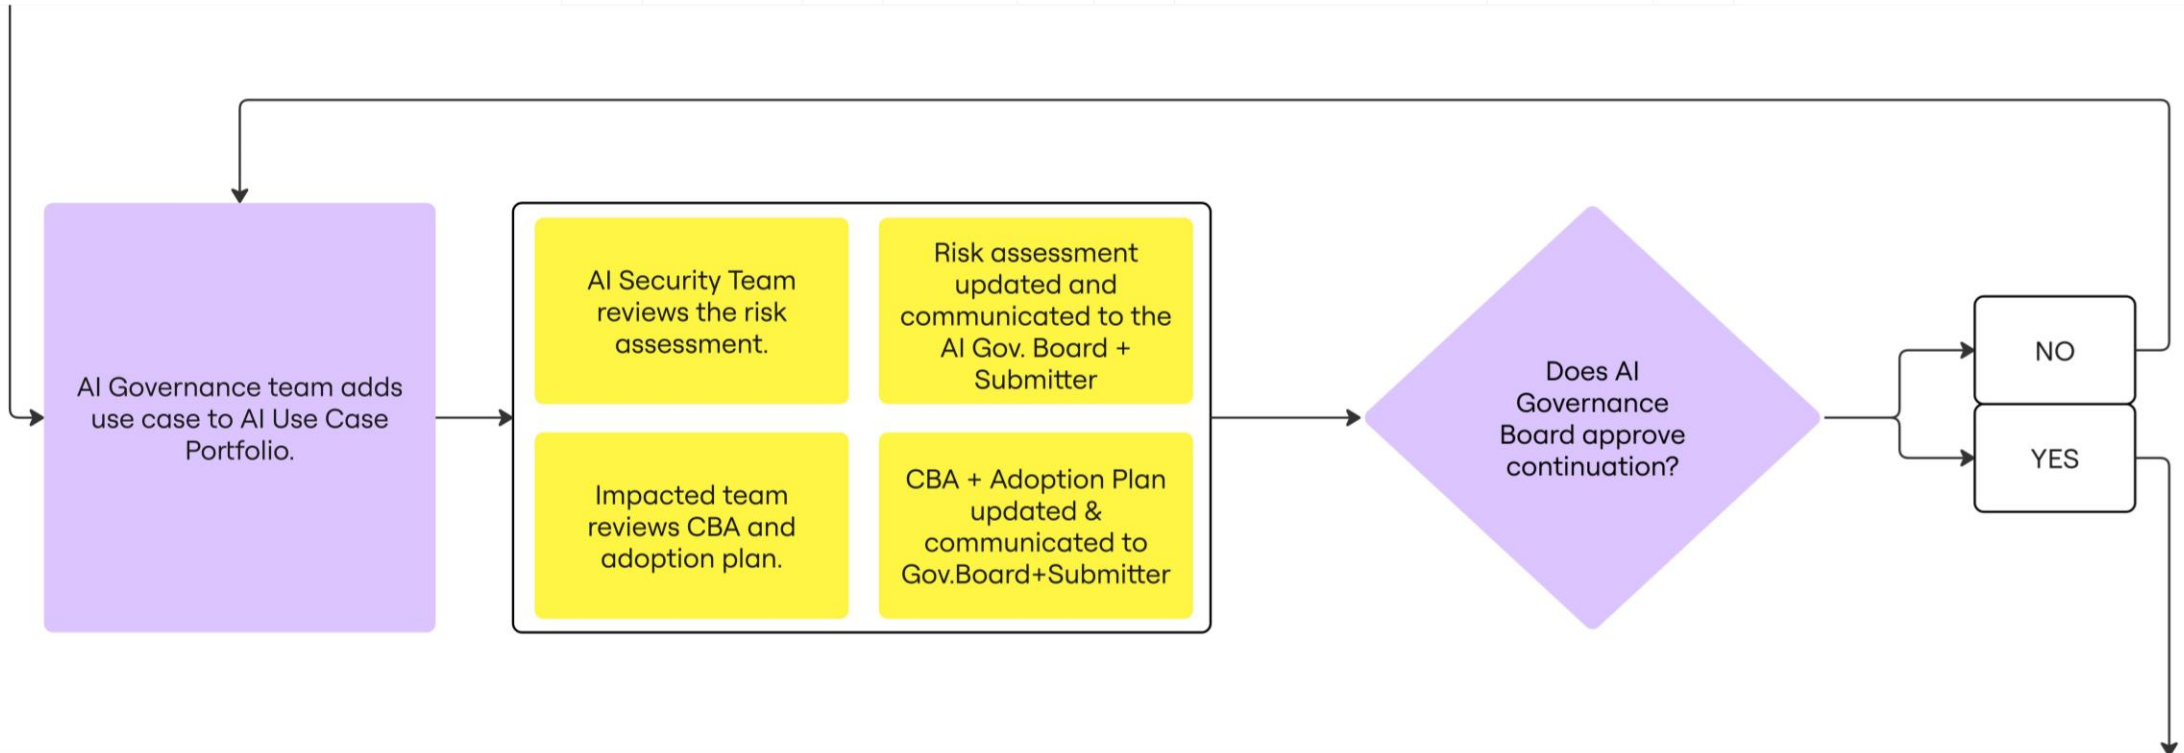 AI Governance team adds
use case to AI Use Case
Portfolio.
AI Security Team
reviews the risk
assessment.
Risk assessment
updated and
communicated to the
AI Gov. Board +
Submitter
Impacted team
reviews CBA and
adoption plan.
CBA + Adoption Plan
updated &
communicated to
Gov.Board+Submitter
Does AI
Governance
Board approve
continuation?
NO
YES